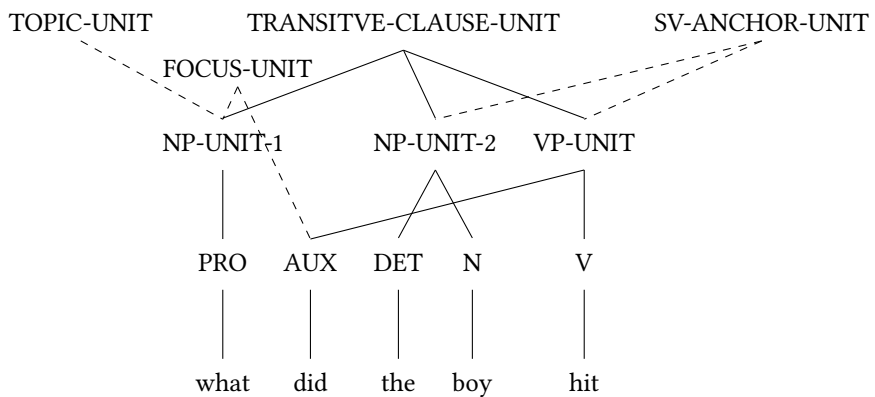 TOPIC-UNIT TRANSITVE-CLAUSE-UNIT SV-ANCHOR-UNIT
FOCUS-UNIT
NP-UNIT-1 NP-UNIT-2 VP-UNIT
PRO AUX DET N V
what did the boy hit